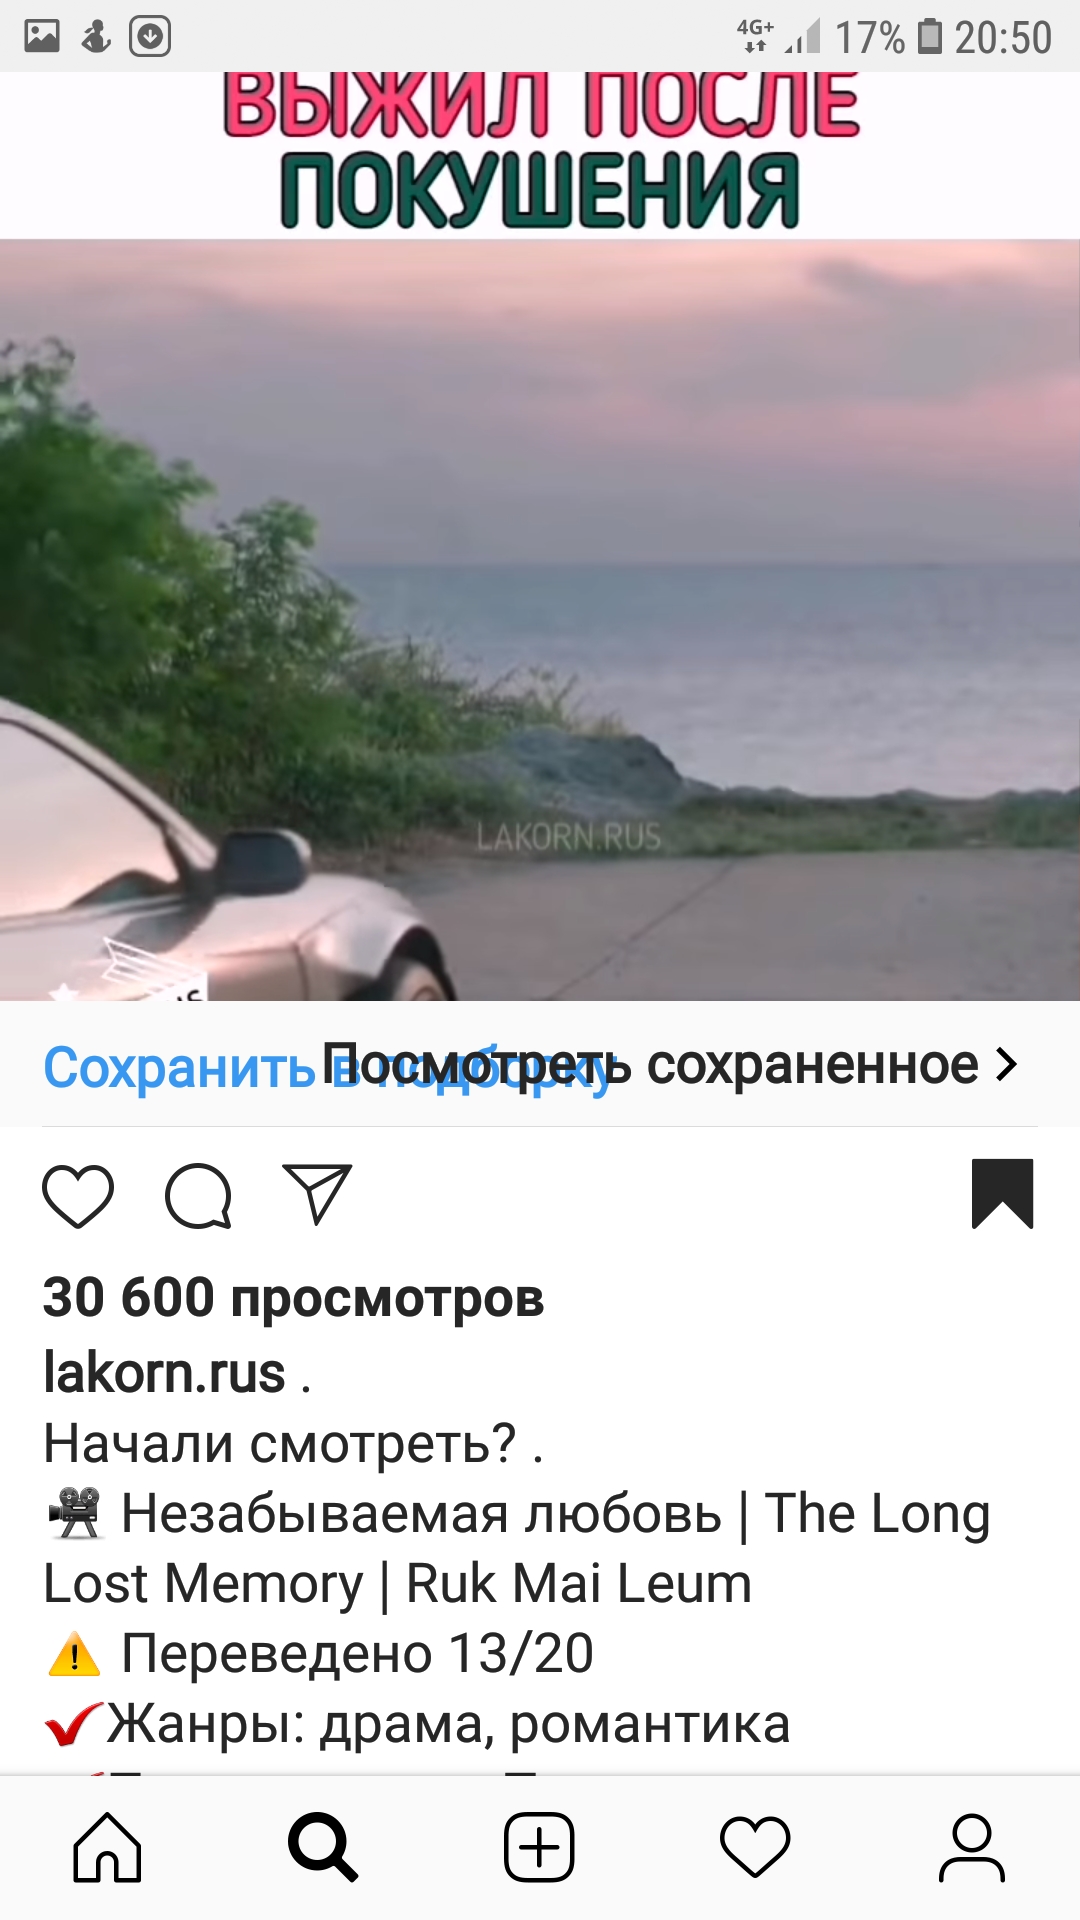 4G+ 17% 20:50
ВЫЖИЛ ПОСЛЕ
ПОКУШЕНИЯ
LAKORN.RUS
Сохранить в подборку
Посмотреть сохраненное
30 600 просмотров
lakorn.rus .
Начали смотреть? .
Незабываемая любовь | The Long
Lost Memory | Ruk Mai Leum
Переведено 13/20
Жанры: драма, романтика